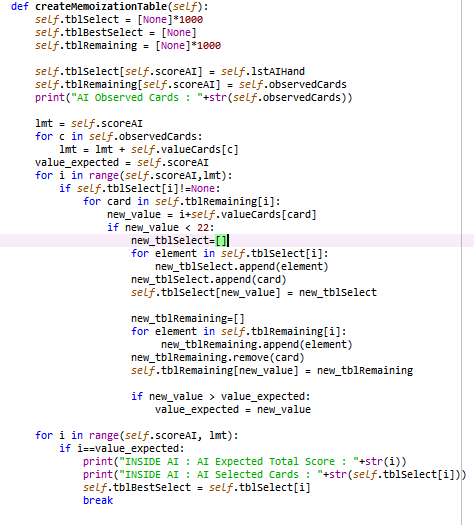 def createMemoizationTable(self):
    self.tblSelect = [None]*1000
    self.tblBestSelect = [None]
    self.tblRemaining = [None]*1000

    self.tblSelect[self.scoreAI] = self.lstAIHand
    self.tblRemaining[self.scoreAI] = self.observedCards
    print("AI Observed Cards : "+str(self.observedCards))

    lmt = self.scoreAI
    for c in self.observedCards:
        lmt = lmt + self.valueCards[c]
    value_expected = self.scoreAI
    for i in range(self.scoreAI,lmt):
        if self.tblSelect[i]!=None:
            for card in self.tblRemaining[i]:
                new_value = i+self.valueCards[card]
                if new_value < 22:
                    new_tblSelect=[]
                    for element in self.tblSelect[i]:
                        new_tblSelect.append(element)
                    new_tblSelect.append(card)
                    self.tblSelect[new_value] = new_tblSelect

                    new_tblRemaining=[]
                    for element in self.tblRemaining[i]:
                         new_tblRemaining.append(element)
                    new_tblRemaining.remove(card)
                    self.tblRemaining[new_value] = new_tblRemaining

                    if new_value > value_expected:
                        value_expected = new_value

    for i in range(self.scoreAI, lmt):
        if i==value_expected:
            print("INSIDE AI : AI Expected Total Score : "+str(i))
            print("INSIDE AI : AI Selected Cards : "+str(self.tblSelect[i]))
            self.tblBestSelect = self.tblSelect[i]
            break